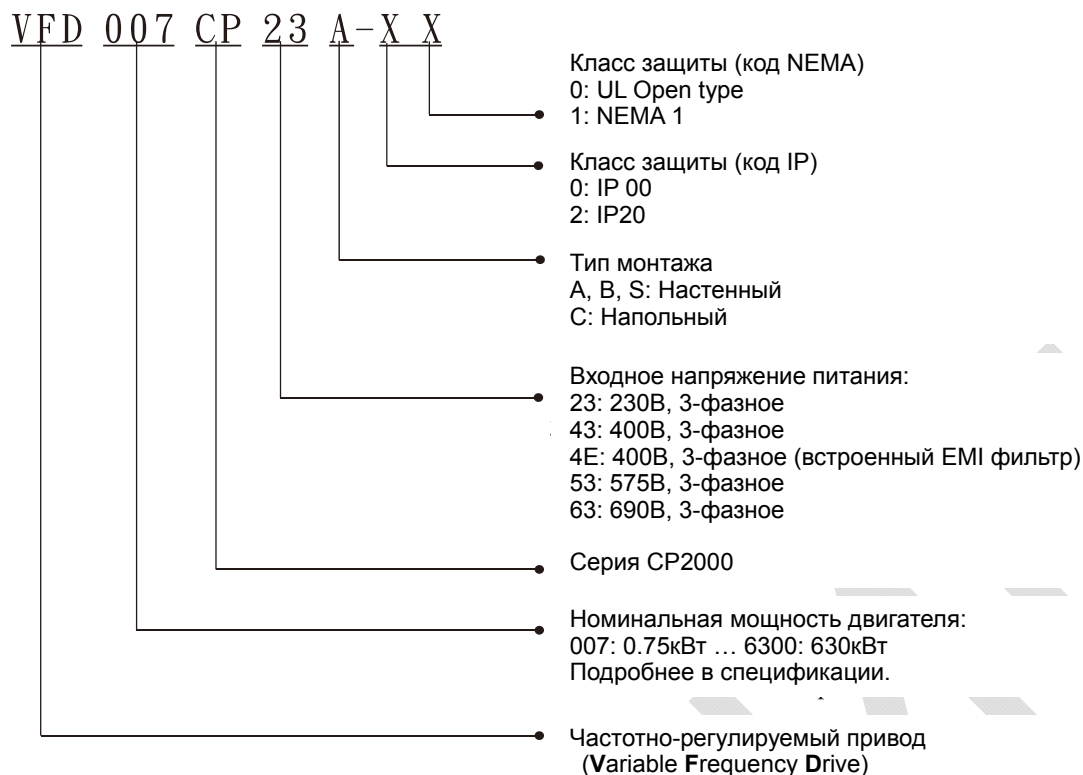 VFD 007 CP 23 A-X X
Класс защиты (код NEMA)
0: UL Open type
1: NEMA 1
Класс защиты (код IP)
0: IP 00
2: IP20
Тип монтажа
A, B, S: Настенный
C: Напольный
Входное напряжение питания:
23: 230В, 3-фазное
43: 400В, 3-фазное
4E: 400В, 3-фазное (встроенный EMI фильтр)
53: 575В, 3-фазное
63: 690В, 3-фазное
Серия CP2000
Номинальная мощность двигателя:
007: 0.75кВт … 6300: 630кВт
Подробнее в спецификации.
Частотно-регулируемый привод
(Variable Frequency Drive)